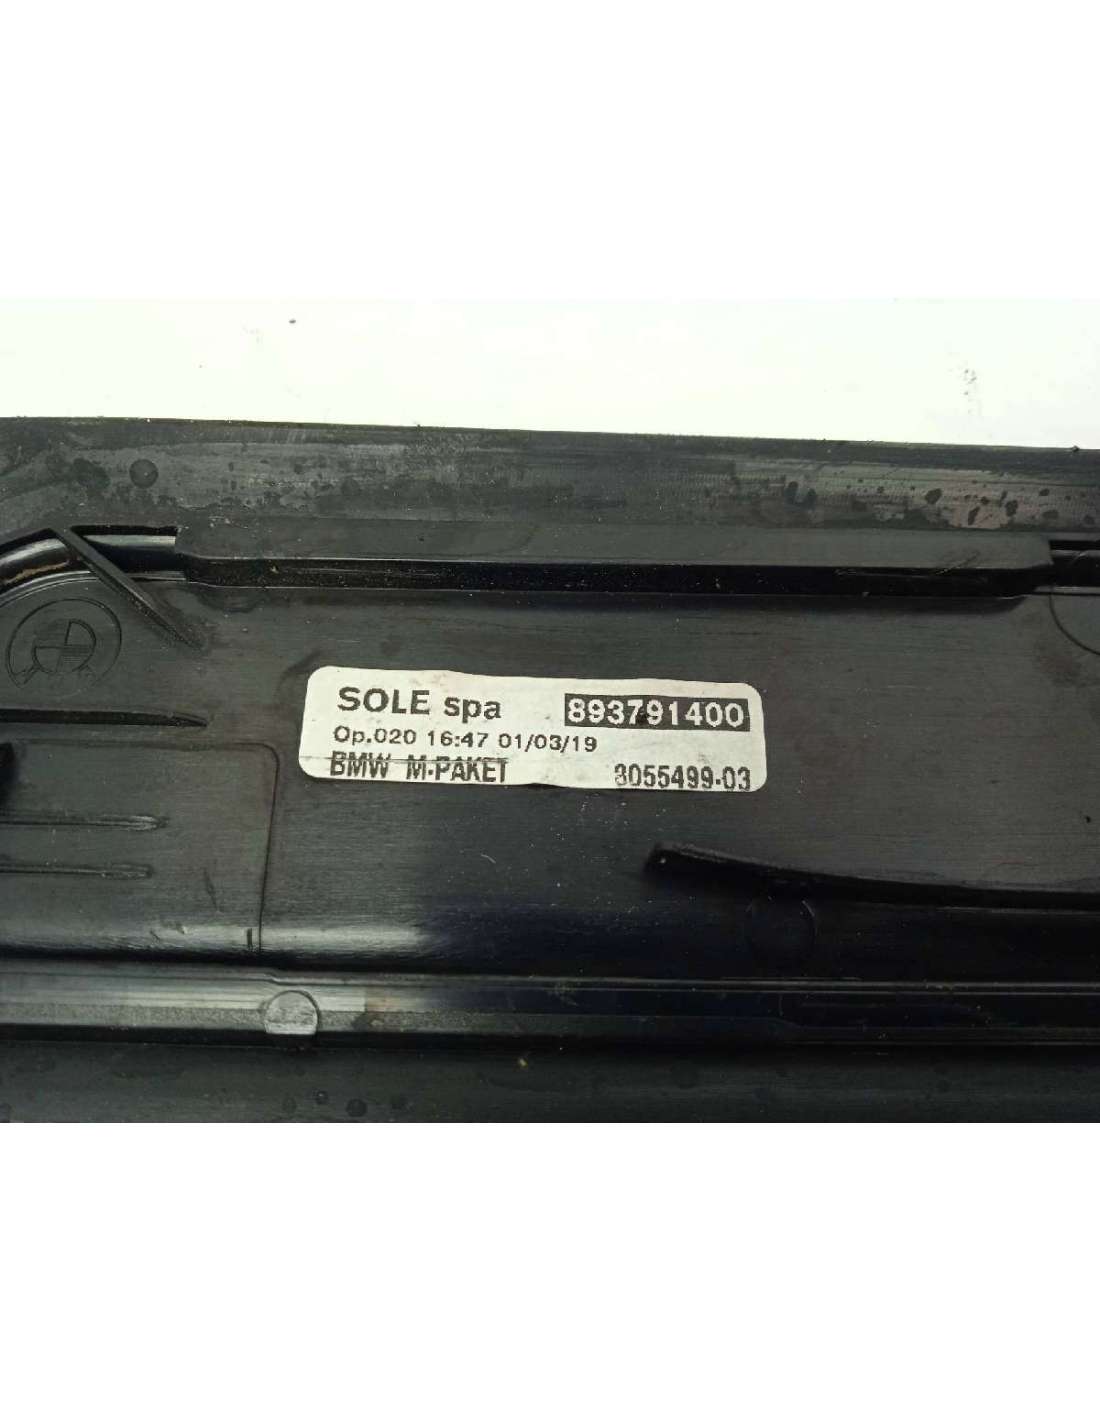 SOLE spa 893791400
Op.020 16:47 01/03/19
BMW M-PAKET 8055499-03